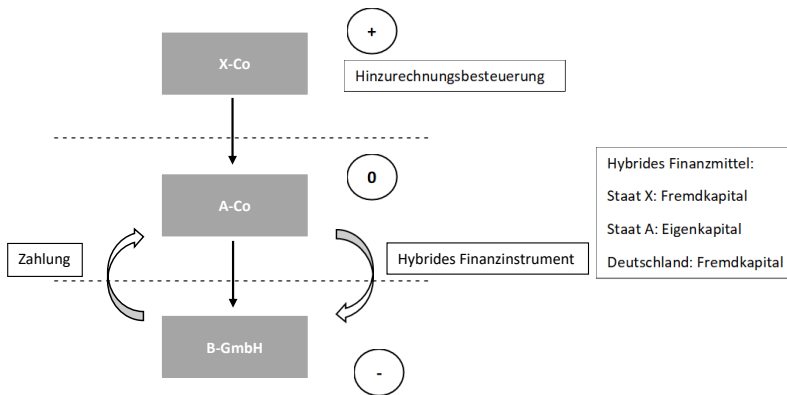 +
X-Co
Hinzurechnungsbesteuerung
0
A-Co
Hybrides Finanzmittel:
Staat X: Fremdkapital
Staat A: Eigenkapital
Deutschland: Fremdkapital
Zahlung
Hybrides Finanzinstrument
B-GmbH
-